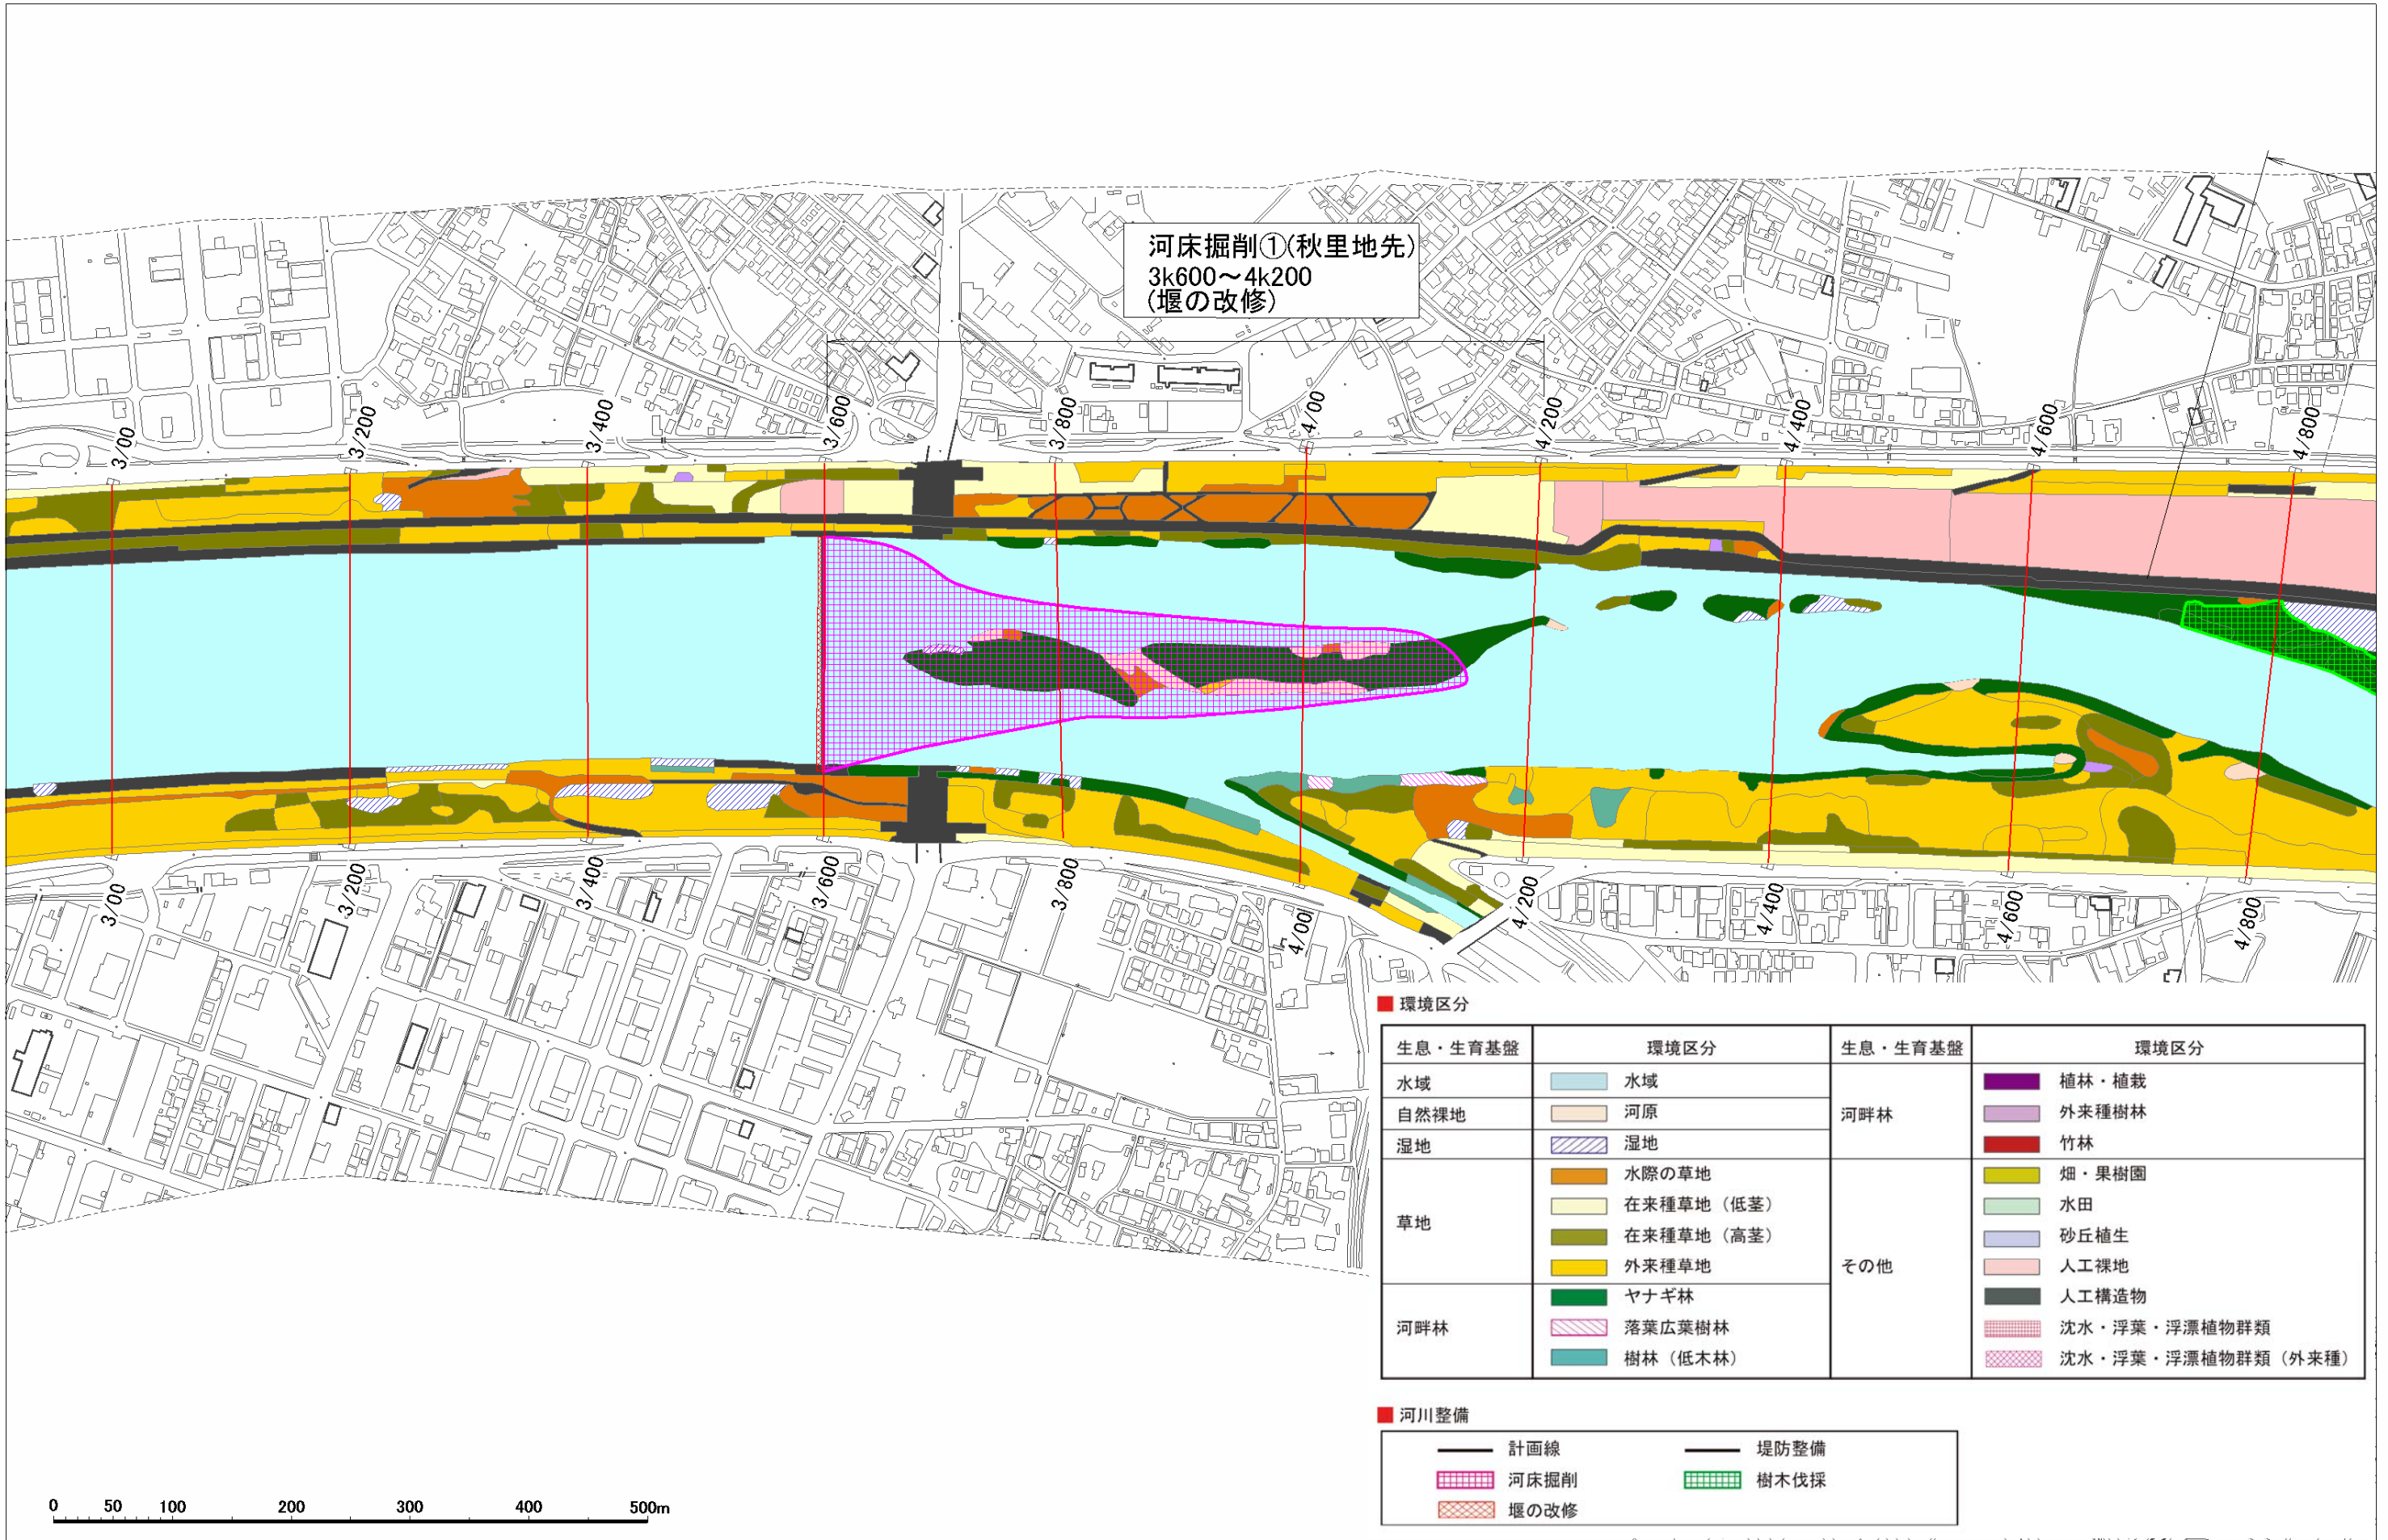 河床掘削①(秋里地先)
3k600～4k200
(堰の改修)
3/00
3/200
3/400
3/600
3/800
4/00
4/200
4/400
4/600
4/800
3/00
3/200
3/400
3/600
3/800
4/00
4/200
4/400
4/600
4/800
■ 環境区分
生息・生育基盤 環境区分 生息・生育基盤 環境区分
水域 水域 河畔林 植林・植栽
自然裸地 河原 外来種樹林
湿地 湿地 竹林
草地 水際の草地 その他 畑・果樹園
在来種草地（低茎） 水田
在来種草地（高茎） 砂丘植生
外来種草地 人工裸地
河畔林 ヤナギ林 人工構造物
落葉広葉樹林 沈水・浮葉・浮漂植物群類
樹林（低木林） 沈水・浮葉・浮漂植物群類（外来種）
■ 河川整備
計画線 堤防整備
河床掘削 樹木伐採
堰の改修
0 50 100 200 300 400 500m